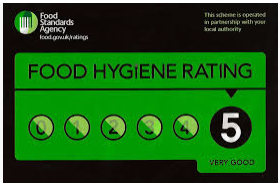 Food
Standards
Agency
food.gov.uk/ratings
This scheme is operated
in partnership with your
local authority
FOOD HYGiENE RATING
0 1 2 3 4 5
VERY GOOD